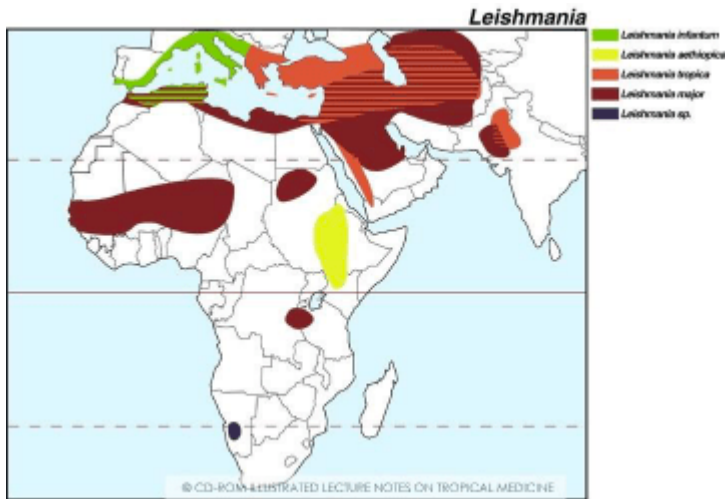 Leishmania
Leishmania infantum
Leishmania aethiopica
Leishmania tropica
Leishmania major
Leishmania sp.
© CD-ROM ILLUSTRATED LECTURE NOTES ON TROPICAL MEDICINE